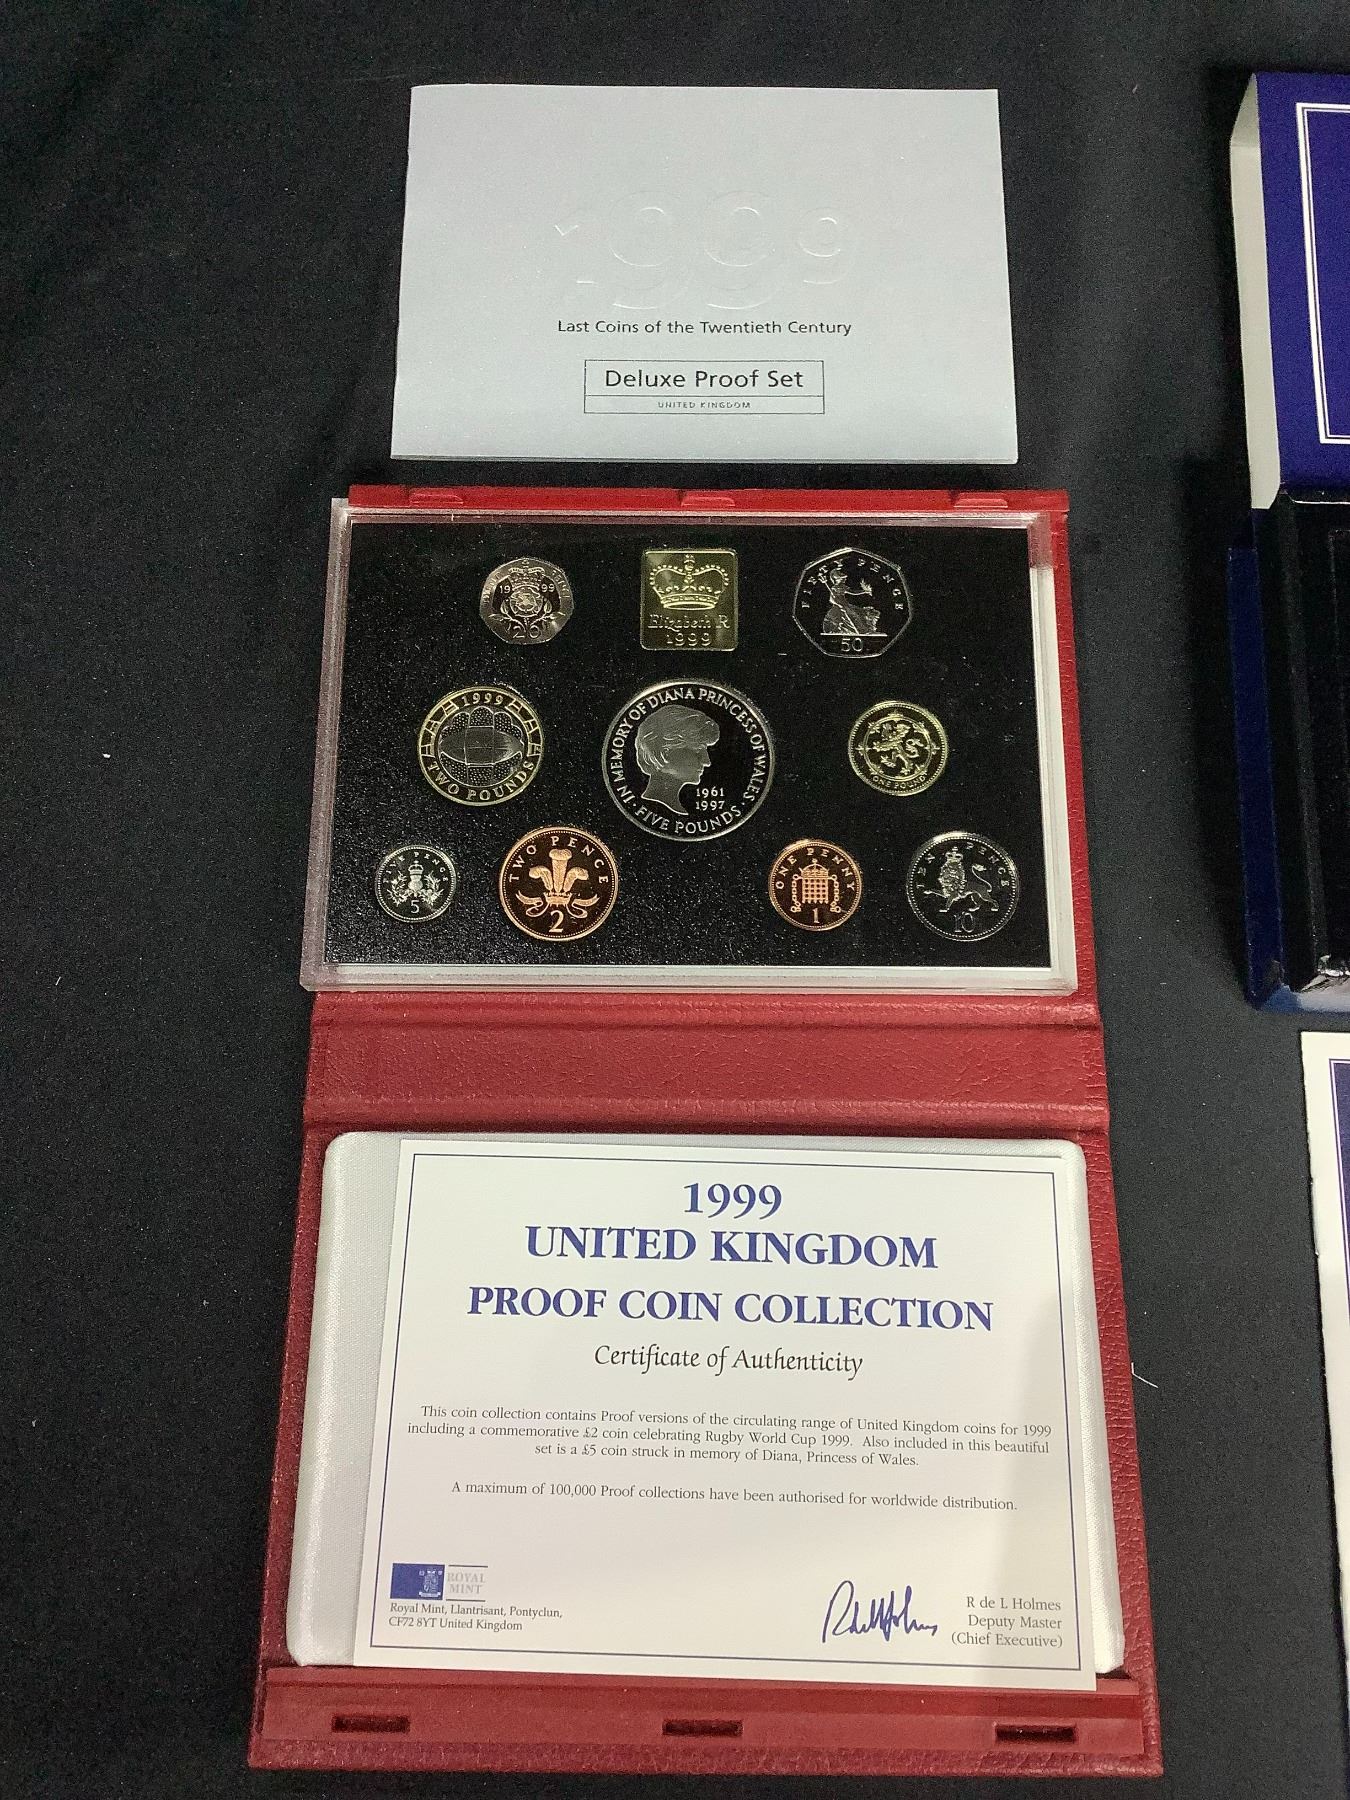 1999
Last Coins of the Twentieth Century
Deluxe Proof Set
UNITED KINGDOM
1999
20
Elizabeth R
1999
FIFTY PENCE
50
1999
TWO POUNDS
IN MEMORY OF DIANA PRINCESS OF WALES
1961
1997
FIVE POUNDS
ONE POUND
FIVE PENCE
5
TWO PENCE
2
ONE PENNY
1
TEN PENCE
10
1999
UNITED KINGDOM
PROOF COIN COLLECTION
Certificate of Authenticity
This coin collection contains Proof versions of the circulating range of United Kingdom coins for 1999
including a commemorative £2 coin celebrating Rugby World Cup 1999. Also included in this beautiful
set is a £5 coin struck in memory of Diana, Princess of Wales.
A maximum of 100,000 Proof collections have been authorised for worldwide distribution.
ROYAL
MINT
Royal Mint, Llantrisant, Pontyclun,
CF72 8YT United Kingdom
R de L Holmes
Deputy Master
(Chief Executive)